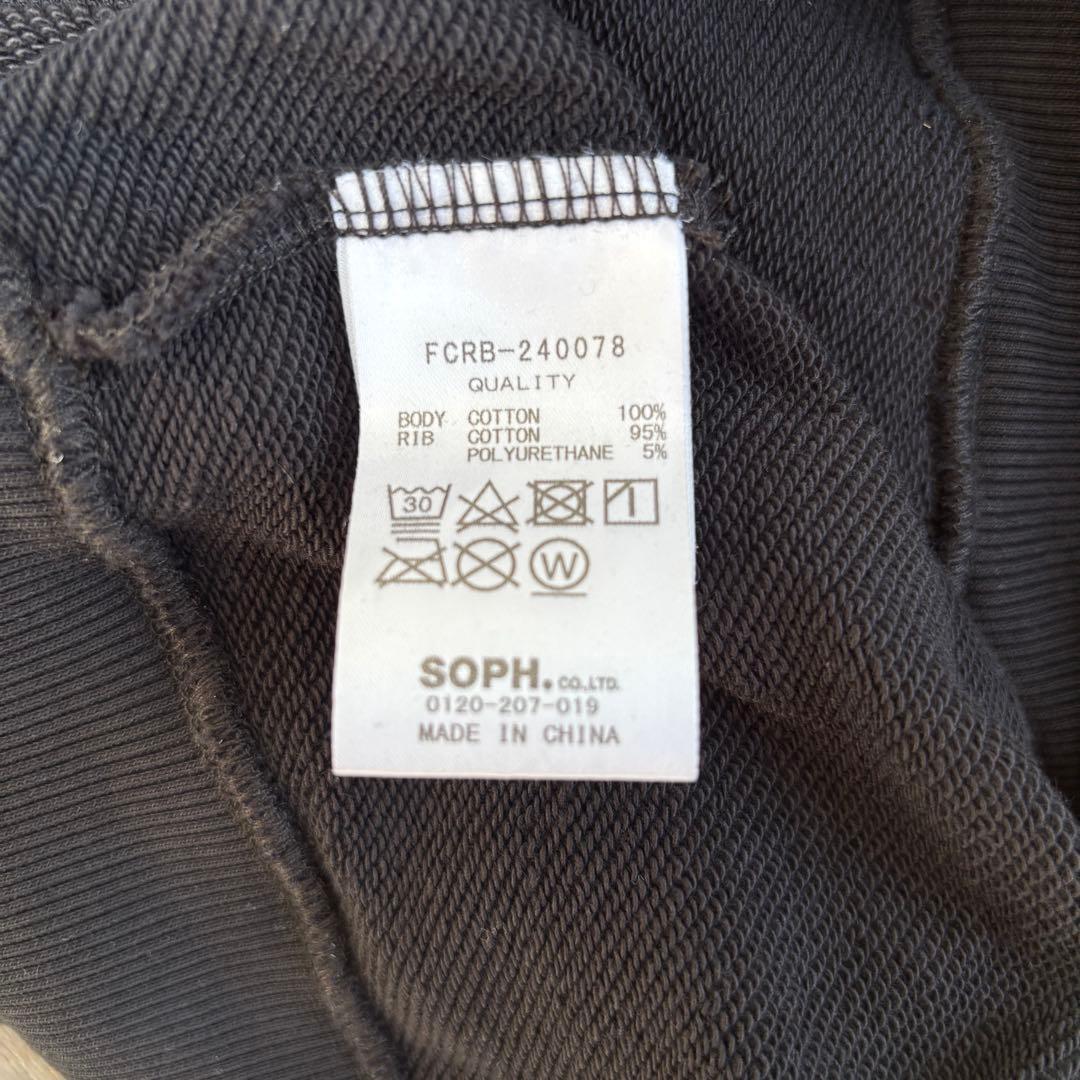 FCRB-240078
QUALITY
BODY COTTON 100%
RIB COTTON 95%
POLYURETHANE 5%
30
W
SOPH. CO.,LTD.
0120-207-019
MADE IN CHINA